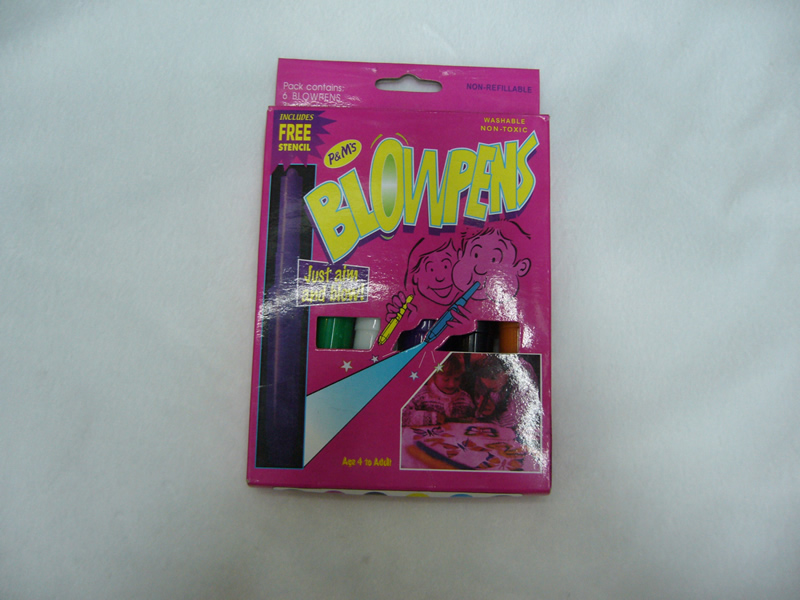 Pack contains:
6 BLOWPENS
NON-REFILLABLE
INCLUDES
FREE
STENCIL
WASHABLE
NON-TOXIC
P&M'S
BLOWPENS
Just aim
and blow!
Age 4 to Adult